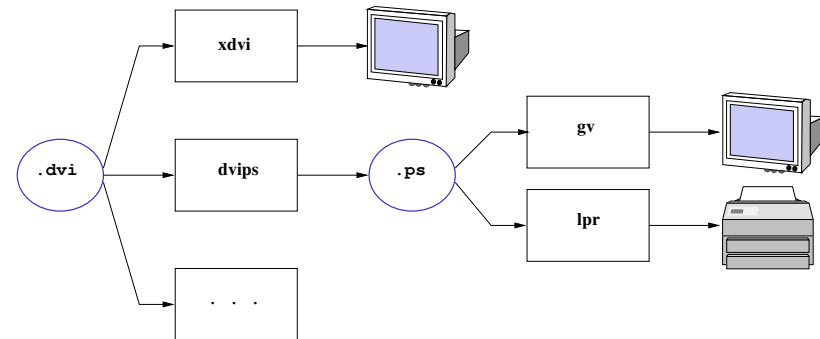 xdvi
.dvi
dvips
.ps
gv
lpr
. . .